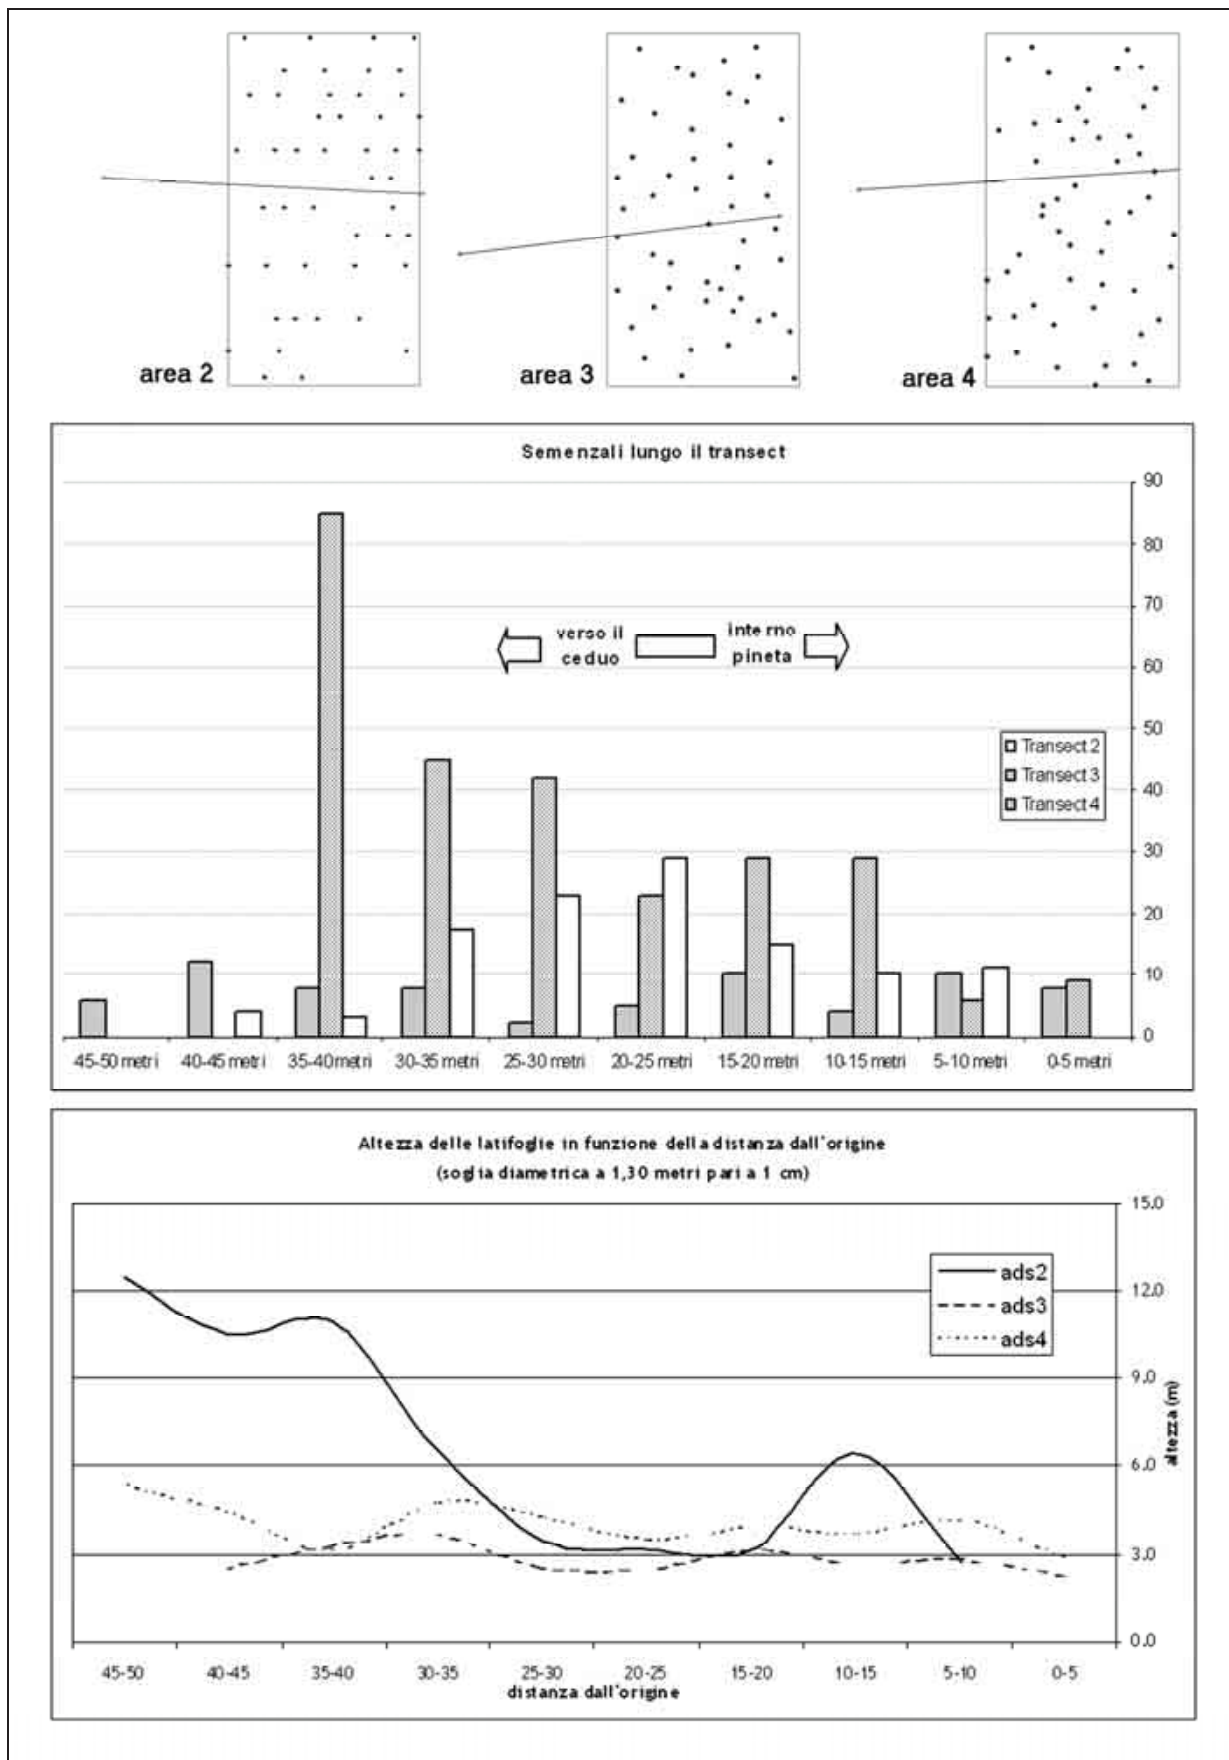 area 2
area 3
area 4
Semenzali lungo il transect
90
80
70
60
50
40
30
20
10
0
verso il
ceduo
interno
pineta
Transect 2
Transect 3
Transect 4
45-50 metri
40-45 metri
35-40 metri
30-35 metri
25-30 metri
20-25 metri
15-20 metri
10-15 metri
5-10 metri
0-5 metri
Altezza delle latifoglie in funzione della distanza dall'origine
(soglia diametrica a 1,30 metri pari a 1 cm)
15.0
12.0
9.0
6.0
3.0
0.0
altezza (m)
ads2
ads3
ads4
45-50
40-45
35-40
30-35
25-30
20-25
15-20
10-15
5-10
0-5
distanza dall'origine